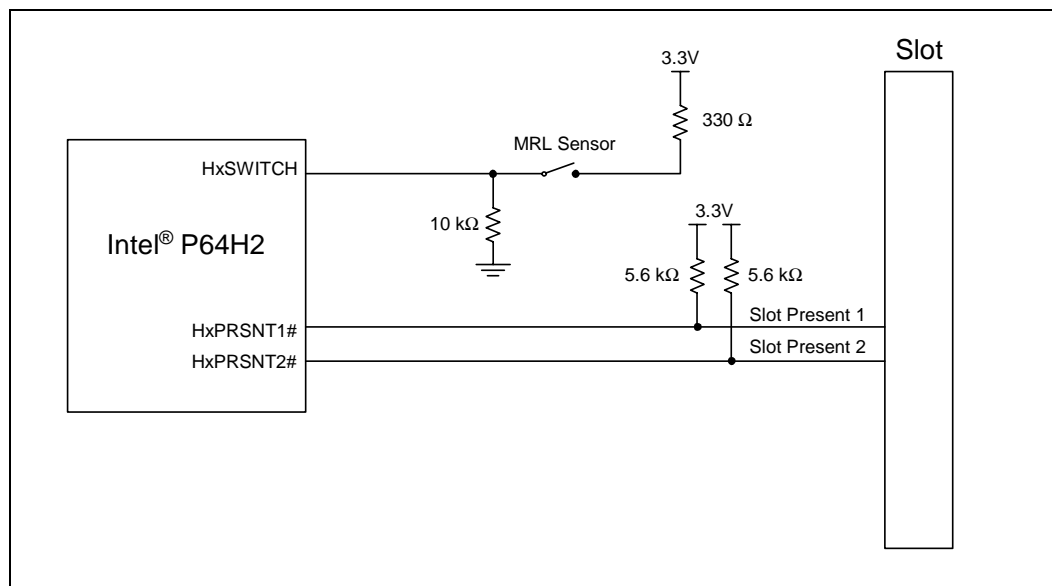 Slot
3.3V
330 Ω
MRL Sensor
HxSWITCH
10 kΩ
3.3V
Intel® P64H2
5.6 kΩ
5.6 kΩ
Slot Present 1
HxPRSNT1#
Slot Present 2
HxPRSNT2#